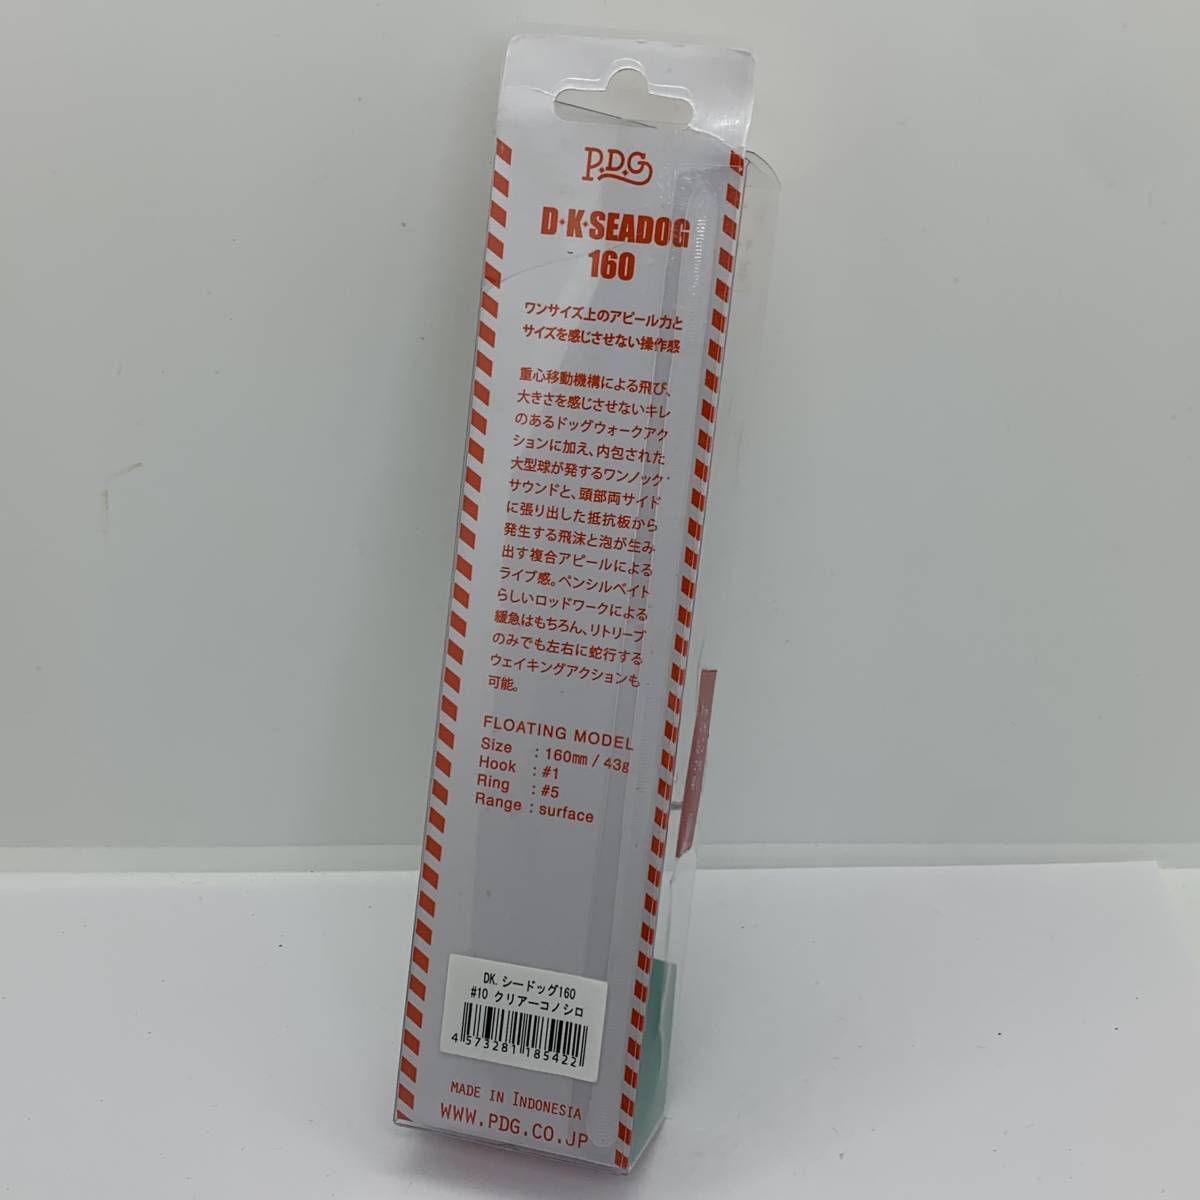 P.D.G
D·K·SEADOG
160
ワンサイズ上のアピール力と
サイズを感じさせない操作感
重心移動機構による飛び、
大きさを感じさせないキレ
のあるドッグウォークアク
ションに加え、内包された
大型球が発するワンノック
サウンドと、頭部両サイド
に張り出した抵抗板から
発生する飛沫と泡が生み
出す複合アピールによる
ライブ感。ペンシルベイト
らしいロッドワークによる
緩急はもちろん、リトリーブ
のみでも左右に蛇行する
ウェイキングアクションも
可能。
FLOATING MODEL
Size : 160mm / 43g
Hook : #1
Ring : #5
Range : surface
DK.シードッグ160
#10 クリアーコノシロ
4 573281 185422
MADE IN INDONESIA
WWW.PDG.CO.JP